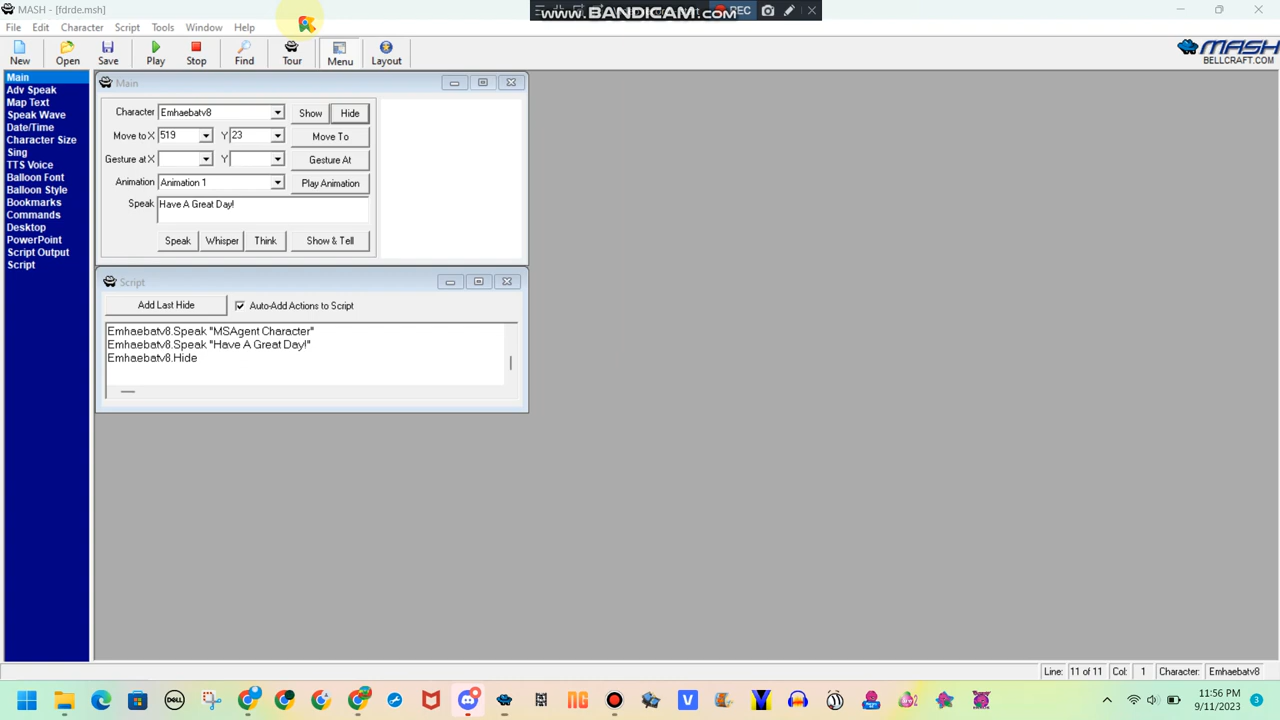 MASH - [fdrde.msh]
www.BANDICAM.com
REC
File Edit Character Script Tools Window Help
New Open Save Play Stop Find Tour Menu Layout
MASH
BELLCRAFT.COM
Main
Adv Speak
Map Text
Speak Wave
Date/Time
Character Size
Sing
TTS Voice
Balloon Font
Balloon Style
Bookmarks
Commands
Desktop
PowerPoint
Script Output
Script
Main
Character Emhaebatv8 Show Hide
Move to X 519 Y 23 Move To
Gesture at X Y Gesture At
Animation Animation 1 Play Animation
Speak Have A Great Day!
Speak Whisper Think Show & Tell
Script
Add Last Hide Auto-Add Actions to Script
Emhaebatv8.Speak "MSAgent Character"
Emhaebatv8.Speak "Have A Great Day!"
Emhaebatv8.Hide
Line: 11 of 11 Col: 1 Character: Emhaebatv8
DELL
NG
V
11:56 PM
9/11/2023
3